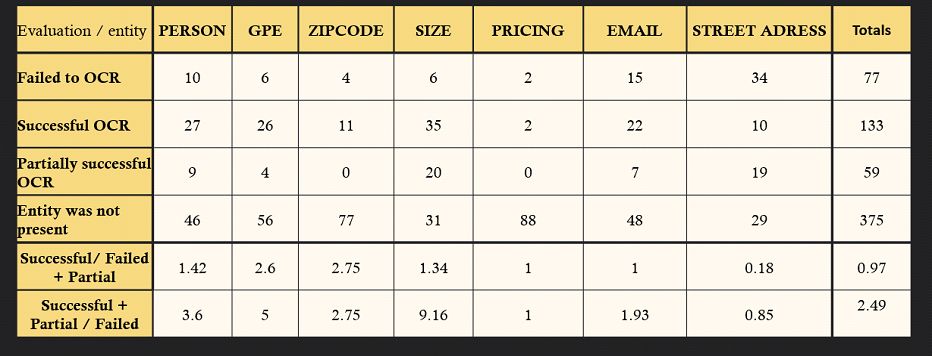 Evaluation / entity PERSON GPE ZIPCODE SIZE PRICING EMAIL STREET ADRESS Totals
Failed to OCR 10 6 4 6 2 15 34 77
Successful OCR 27 26 11 35 2 22 10 133
Partially successful
OCR 9 4 0 20 0 7 19 59
Entity was not
present 46 56 77 31 88 48 29 375
Successful/ Failed
+ Partial 1.42 2.6 2.75 1.34 1 1 0.18 0.97
Successful +
Partial / Failed 3.6 5 2.75 9.16 1 1.93 0.85 2.49